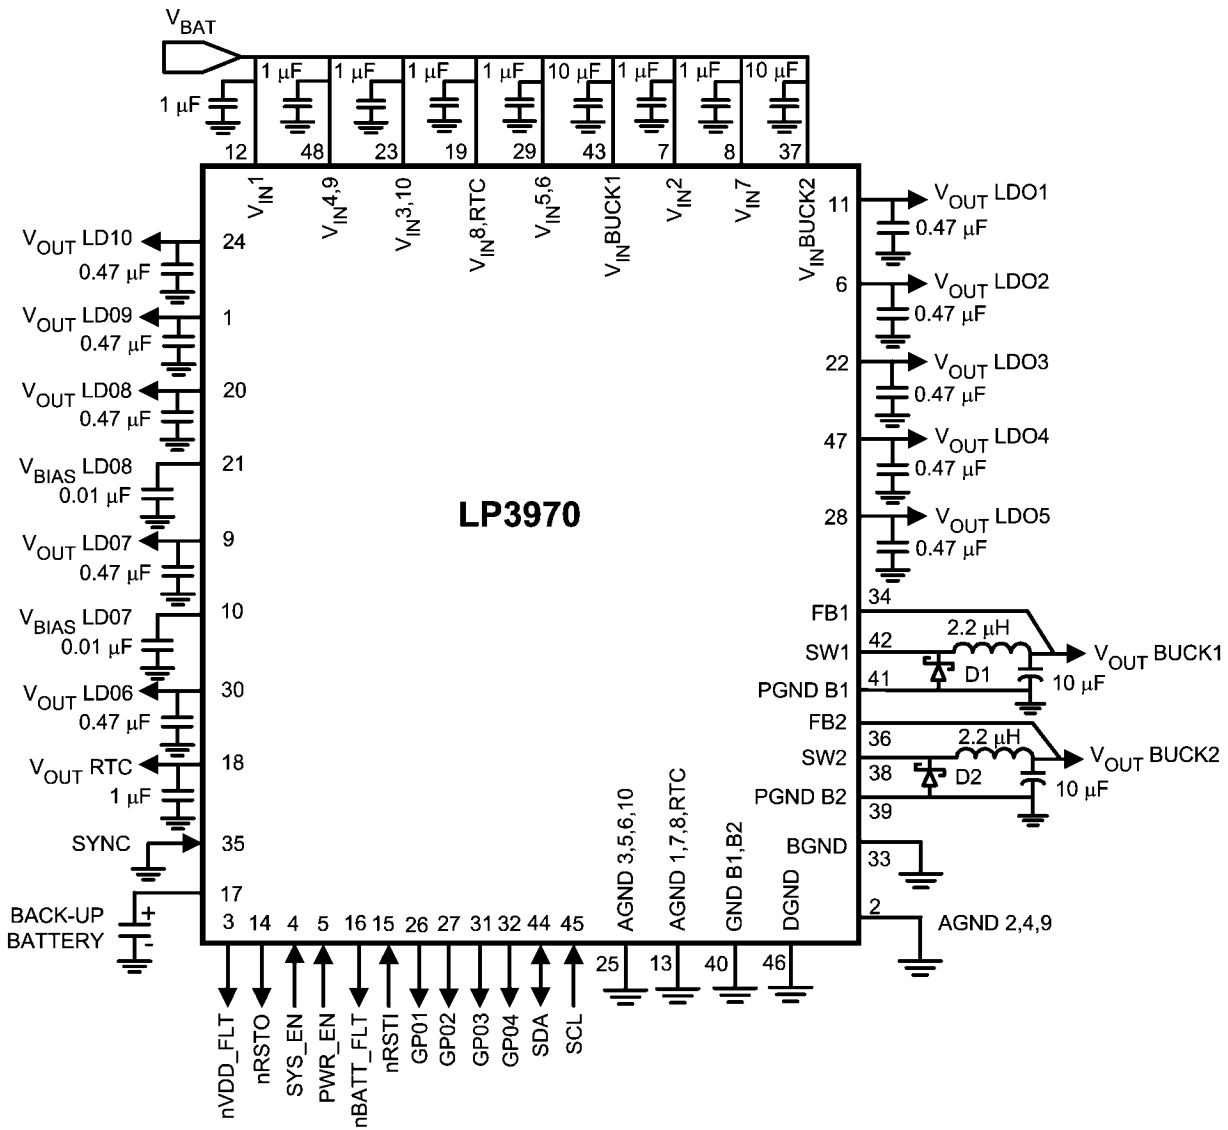 VBAT
1 µF
1 µF
1 µF
1 µF
1 µF
10 µF
1 µF
1 µF
10 µF
12
48
23
19
29
43
7
8
37
VIN1
VIN4,9
VIN3,10
VIN8,RTC
VIN5,6
VINBUCK1
VIN2
VIN7
VINBUCK2
VOUT LD10
0.47 µF
24
VOUT LD09
0.47 µF
1
VOUT LD08
0.47 µF
20
VBIAS LD08
0.01 µF
21
VOUT LD07
0.47 µF
9
VBIAS LD07
0.01 µF
10
VOUT LD06
0.47 µF
30
VOUT RTC
1 µF
18
SYNC
35
BACK-UP
BATTERY
+
-
17
LP3970
11
VOUT LDO1
0.47 µF
6
VOUT LDO2
0.47 µF
22
VOUT LDO3
0.47 µF
47
VOUT LDO4
0.47 µF
28
VOUT LDO5
0.47 µF
FB1
34
SW1
42
2.2 µH
D1
VOUT BUCK1
10 µF
PGND B1
41
FB2
36
SW2
38
2.2 µH
D2
VOUT BUCK2
10 µF
PGND B2
39
BGND
33
2
AGND 2,4,9
AGND 3,5,6,10
AGND 1,7,8,RTC
GND B1,B2
DGND
25
13
40
46
3
14
4
5
16
15
26
27
31
32
44
45
nVDD_FLT
nRSTO
SYS_EN
PWR_EN
nBATT_FLT
nRSTI
GP01
GP02
GP03
GP04
SDA
SCL